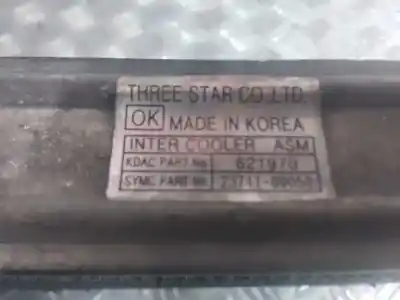 THREE STAR CO.,LTD.
OK MADE IN KOREA
INTER COOLER ASM
KDAC PART No. 621979
SYMC PART No.